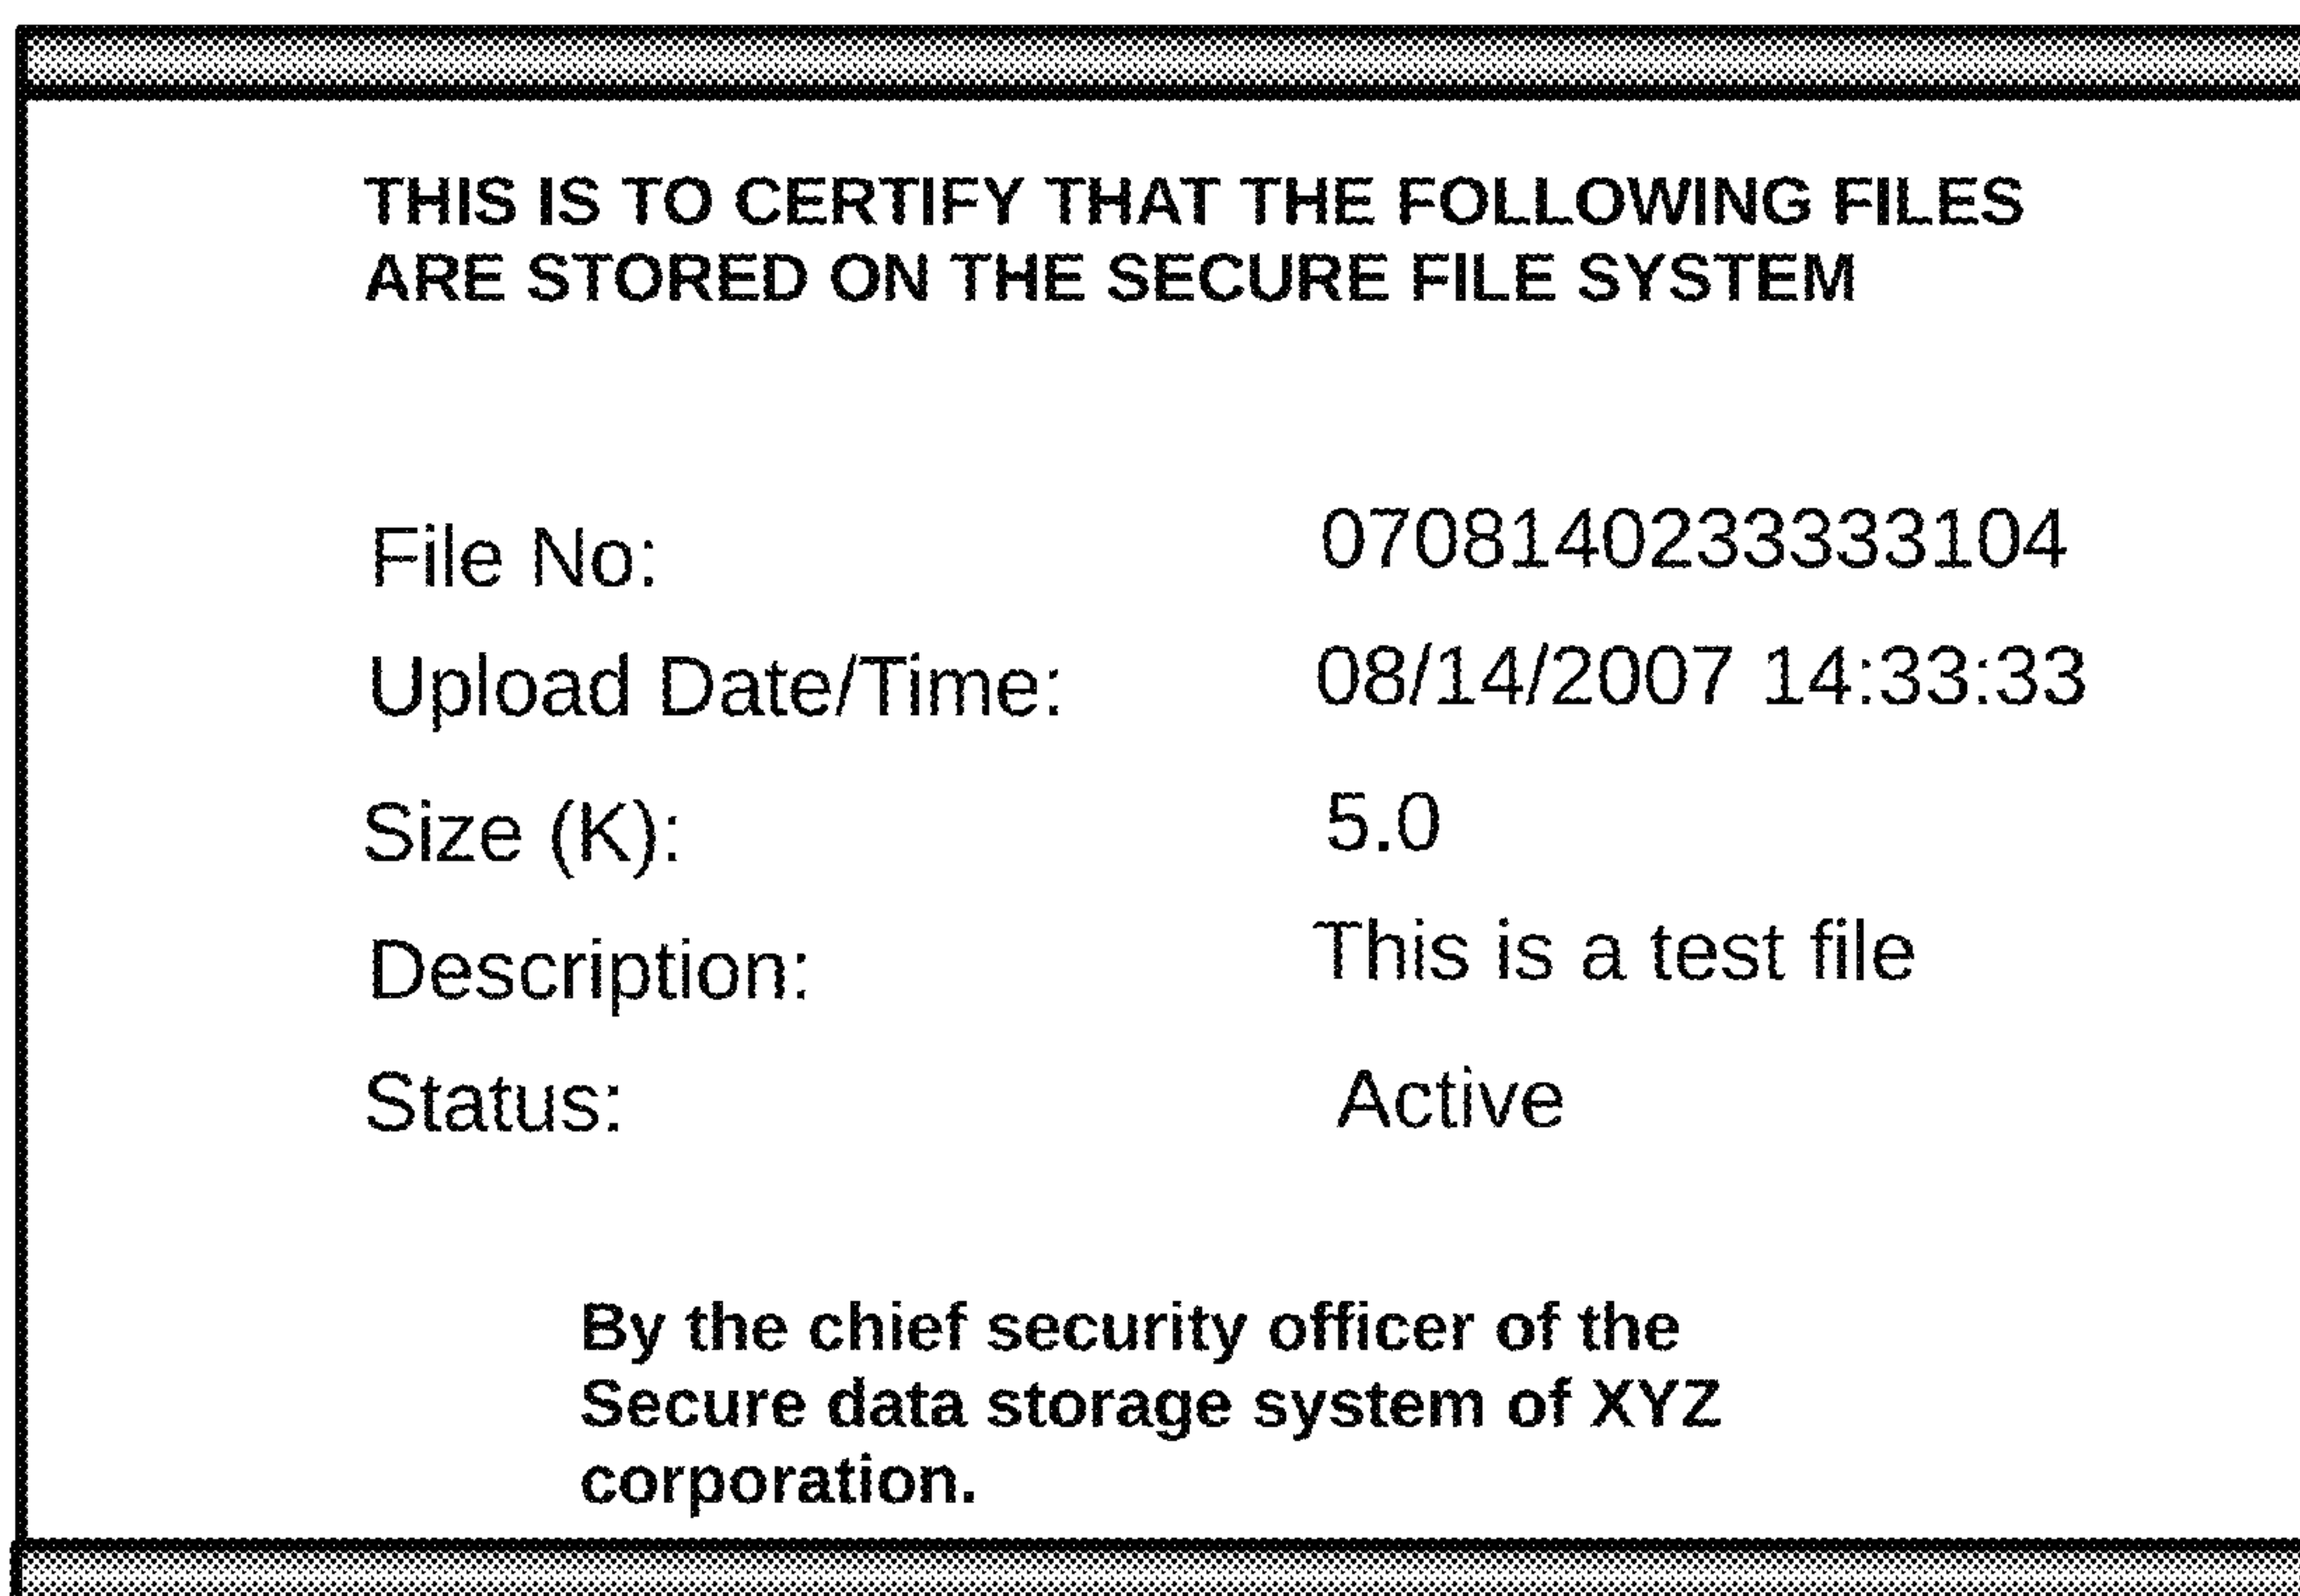 THIS IS TO CERTIFY THAT THE FOLLOWING FILES
ARE STORED ON THE SECURE FILE SYSTEM
File No: 0708140233333104
Upload Date/Time: 08/14/2007 14:33:33
Size (K): 5.0
Description: This is a test file
Status: Active
By the chief security officer of the
Secure data storage system of XYZ
corporation.